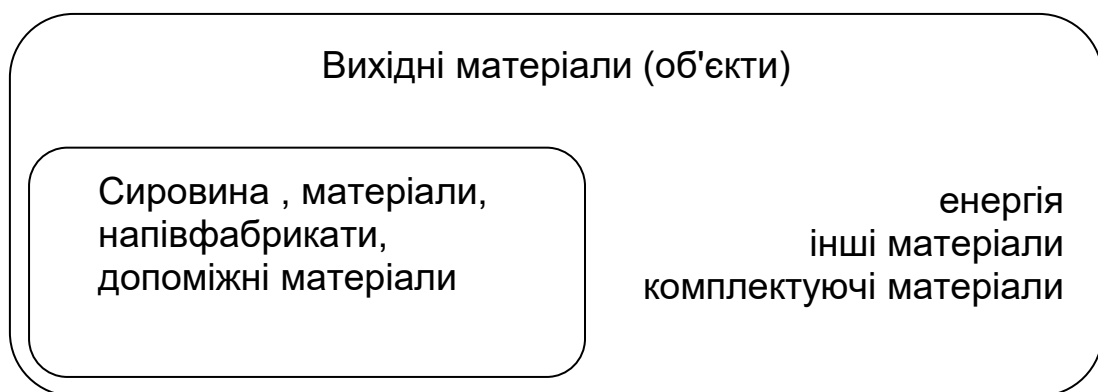 Вихідні матеріали (об'єкти)
Сировина , матеріали,
напівфабрикати,
допоміжні матеріали
енергія
інші матеріали
комплектуючі матеріали